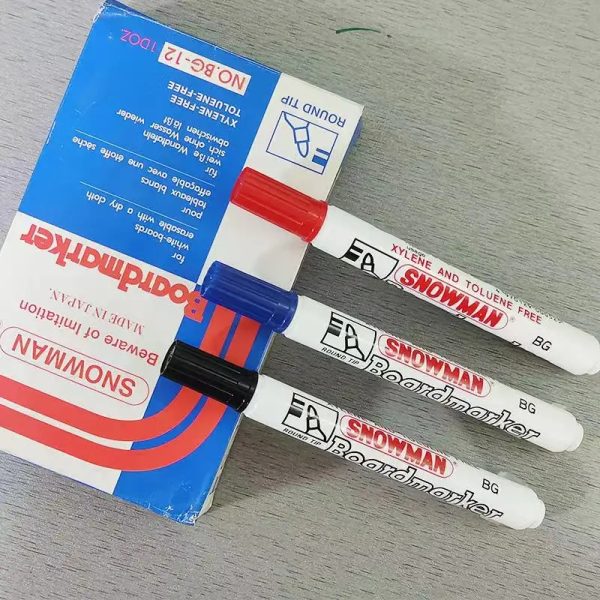 SNOWMAN
Beware of Imitation
MADE IN JAPAN.
Boardmarker
for
white-boards
erasable with a dry cloth
pour
tableaux blancs
effaçable avec une étoffe sèche
für
weiße Wandtafeln
sich ohne Wasser wieder
abwischen läßt
XYLENE-FREE
TOLUENE-FREE
NO.BG-12 1DOZ
ROUND TIP
XYLENE AND TOLUENE FREE
SNOWMAN
BG
ROUND TIP
SNOWMAN
Boardmarker
BG
ROUND TIP
SNOWMAN
Boardmarker
BG